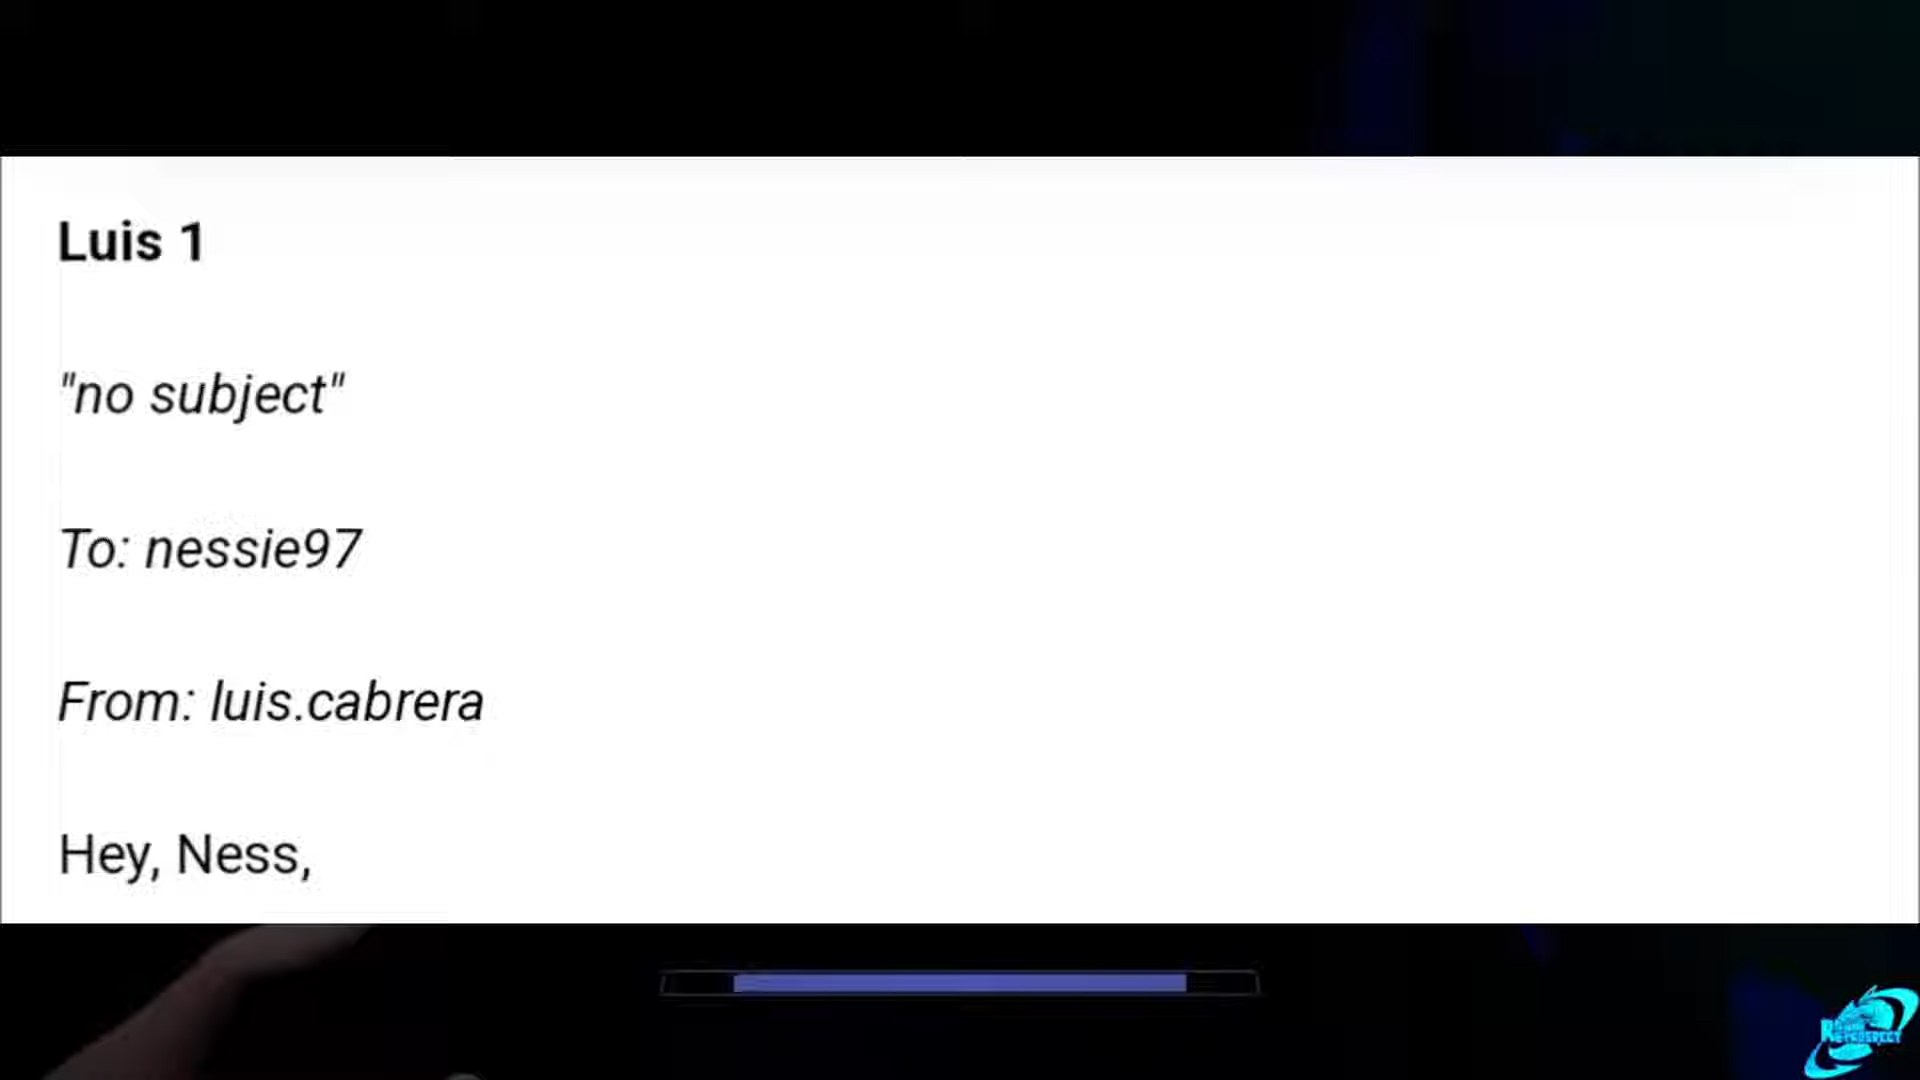 Luis 1
"no subject"
To: nessie97
From: luis.cabrera
Hey, Ness,